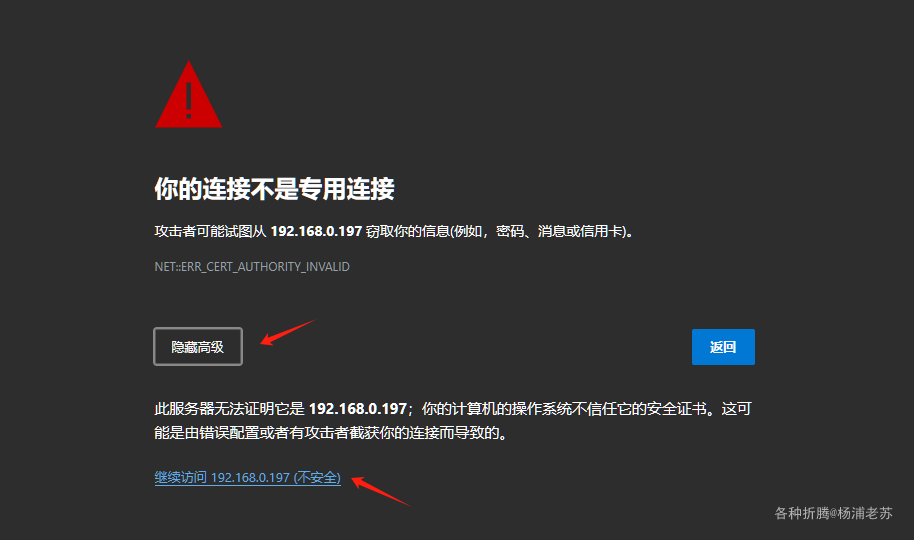 你的连接不是专用连接
攻击者可能试图从 192.168.0.197 窃取你的信息(例如，密码、消息或信用卡)。
NET::ERR_CERT_AUTHORITY_INVALID
隐藏高级
返回
此服务器无法证明它是 192.168.0.197；你的计算机的操作系统不信任它的安全证书。这可
能是由错误配置或者有攻击者截获你的连接而导致的。
继续访问 192.168.0.197 (不安全)
各种折腾@杨浦老苏